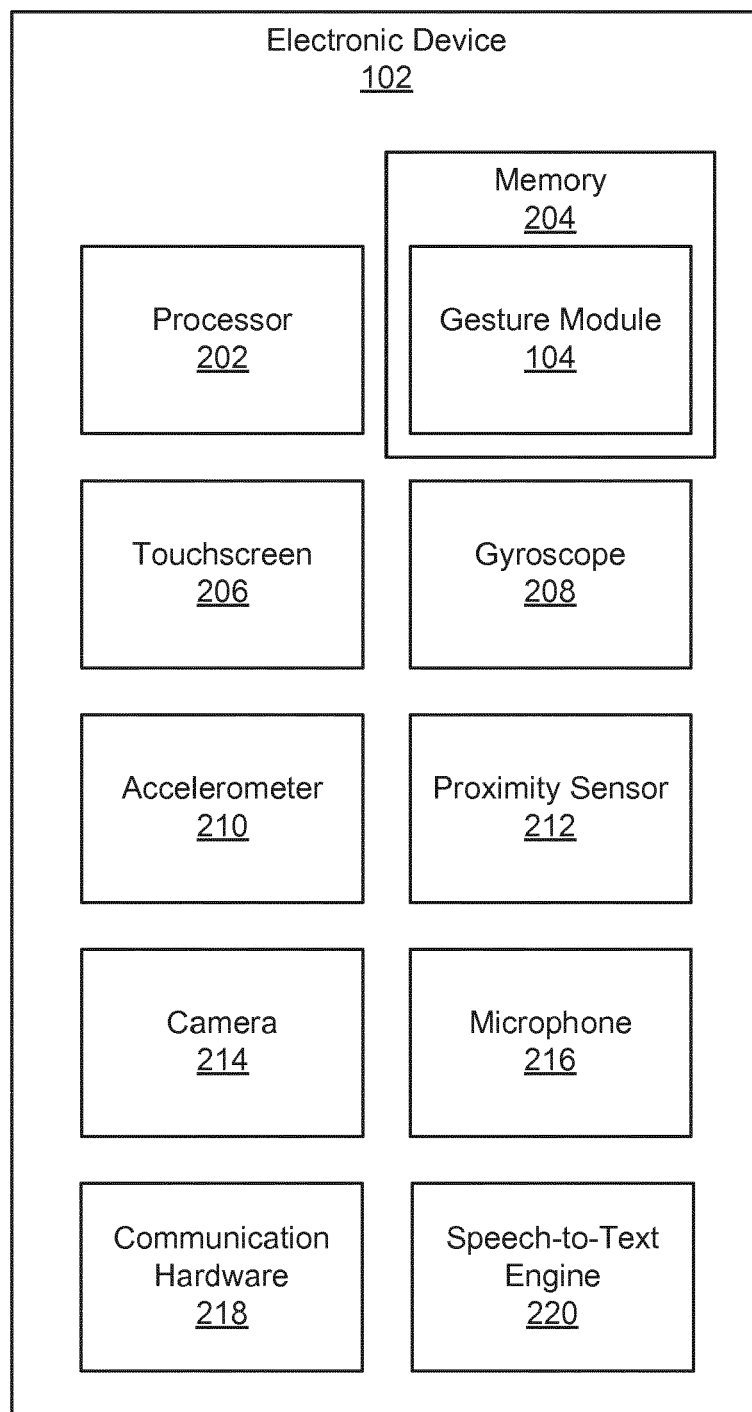 Electronic Device
102
Memory
204
Processor
202
Gesture Module
104
Touchscreen
206
Gyroscope
208
Accelerometer
210
Proximity Sensor
212
Camera
214
Microphone
216
Communication
Hardware
218
Speech-to-Text
Engine
220